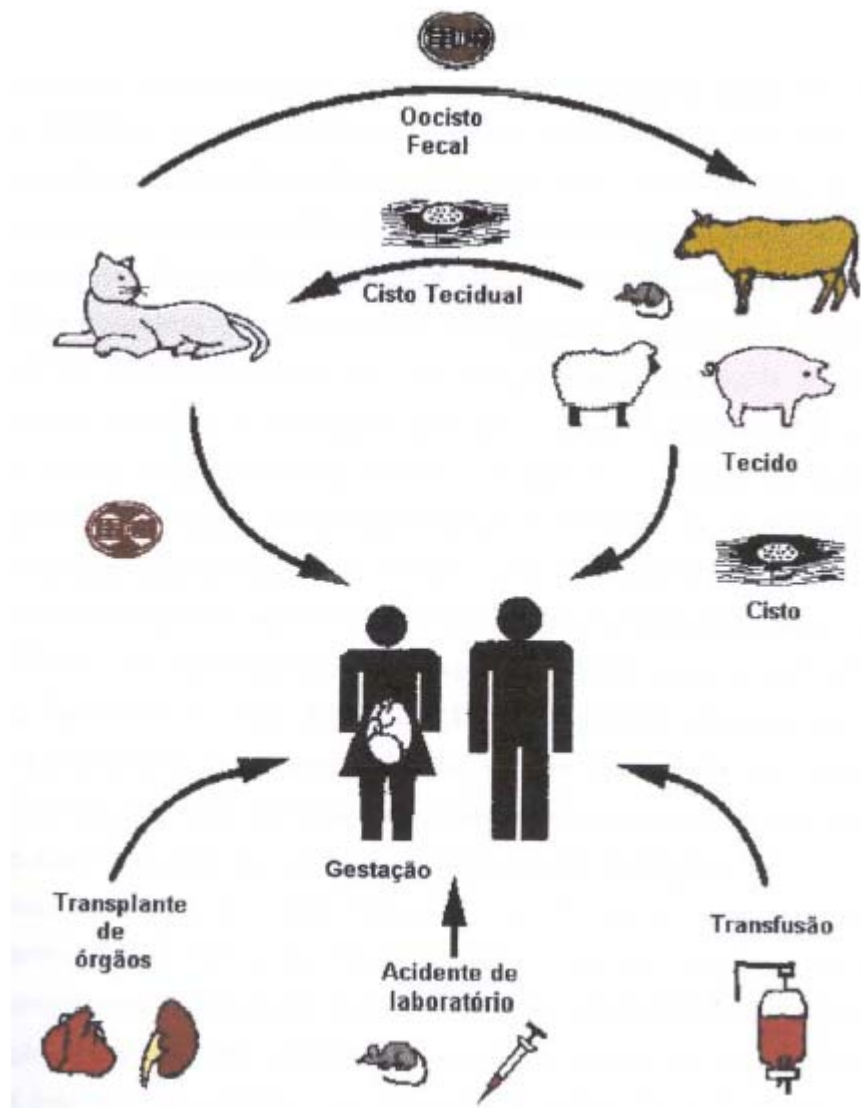 Oocisto
Fecal
Cisto Tecidual
Tecido
Cisto
Gestação
Transplante
de
órgãos
Acidente de
laboratório
Transfusão